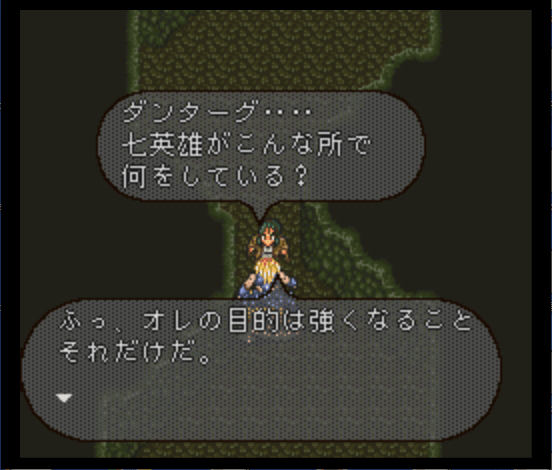 ダンターグ‥‥
七英雄がこんな所で
何をしている?
ふっ、オレの目的は強くなること
それだけだ。